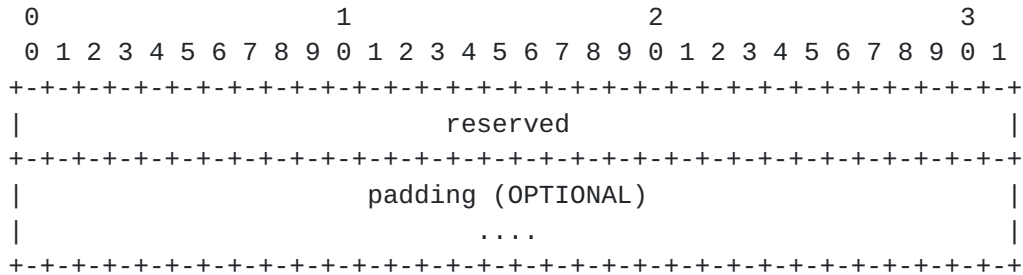 0                   1                   2                   3
 0 1 2 3 4 5 6 7 8 9 0 1 2 3 4 5 6 7 8 9 0 1 2 3 4 5 6 7 8 9 0 1
+-+-+-+-+-+-+-+-+-+-+-+-+-+-+-+-+-+-+-+-+-+-+-+-+-+-+-+-+-+-+-+-+
|                           reserved                            |
+-+-+-+-+-+-+-+-+-+-+-+-+-+-+-+-+-+-+-+-+-+-+-+-+-+-+-+-+-+-+-+-+
|                      padding (OPTIONAL)                       |
|                             ....                              |
+-+-+-+-+-+-+-+-+-+-+-+-+-+-+-+-+-+-+-+-+-+-+-+-+-+-+-+-+-+-+-+-+